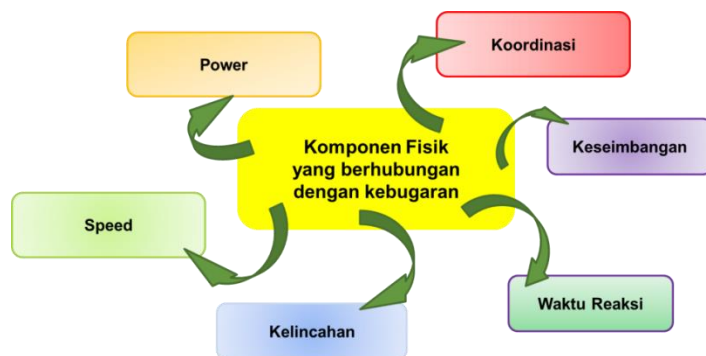 Koordinasi
Power
Komponen Fisik
yang berhubungan
dengan kebugaran
Keseimbangan
Speed
Waktu Reaksi
Kelincahan